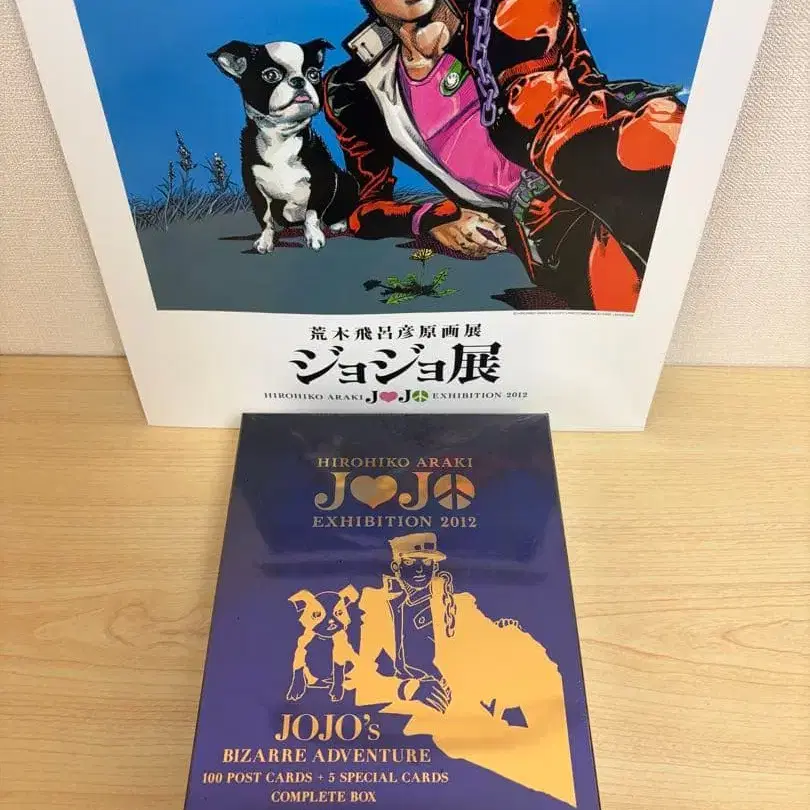 荒木飛呂彦原画展
ジョジョ展
HIROHIKO ARAKI JOJO EXHIBITION 2012
HIROHIKO ARAKI
JOJO
EXHIBITION 2012
JOJO's
BIZARRE ADVENTURE
100 POST CARDS + 5 SPECIAL CARDS
COMPLETE BOX